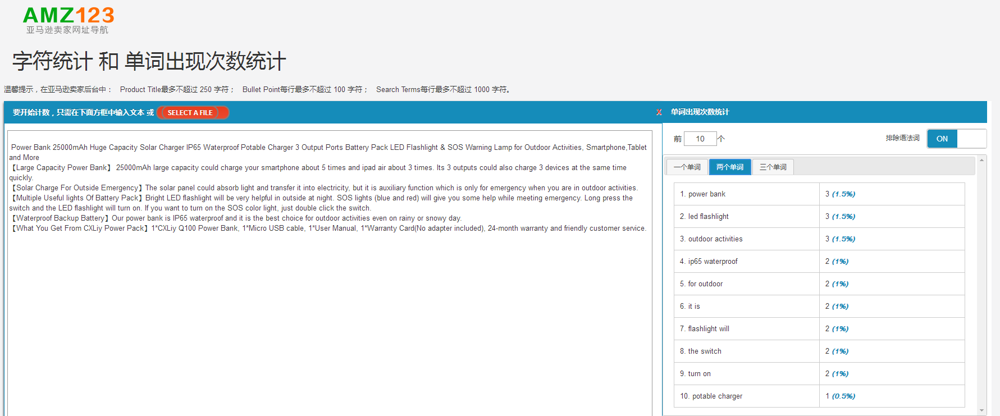 AMZ123
亚马逊卖家网址导航
字符统计 和 单词出现次数统计
温馨提示，在亚马逊卖家后台中： Product Title最多不超过 250 字符； Bullet Point每行最多不超过 100 字符； Search Terms每行最多不超过 1000 字符。
要开始计数，只需在下面方框中输入文本 或 SELECT A FILE X
Power Bank 25000mAh Huge Capacity Solar Charger IP65 Waterproof Potable Charger 3 Output Ports Battery Pack LED Flashlight & SOS Warning Lamp for Outdoor Activities, Smartphone,Tablet
and More
【Large Capacity Power Bank】 25000mAh large capacity could charge your smartphone about 5 times and ipad air about 3 times. Its 3 outputs could also charge 3 devices at the same time
quickly.
【Solar Charge For Outside Emergency】The solar panel could absorb light and transfer it into electricity, but it is auxiliary function which is only for emergency when you are in outdoor activities.
【Multiple Useful lights Of Battery Pack】Bright LED flashlight will be very helpful in outside at night. SOS lights (blue and red) will give you some help while meeting emergency. Long press the
switch and the LED flashlight will turn on. If you want to turn on the SOS color light, just double click the switch.
【Waterproof Backup Battery】Our power bank is IP65 waterproof and it is the best choice for outdoor activities even on rainy or snowy day.
【What You Get From CXLiy Power Pack】1*CXLiy Q100 Power Bank, 1*Micro USB cable, 1*User Manual, 1*Warranty Card(No adapter included), 24-month warranty and friendly customer service.
单词出现次数统计
前 10 个 排除语法词 ON
一个单词 两个单词 三个单词
1. power bank 3 (1.5%)
2. led flashlight 3 (1.5%)
3. outdoor activities 3 (1.5%)
4. ip65 waterproof 2 (1%)
5. for outdoor 2 (1%)
6. it is 2 (1%)
7. flashlight will 2 (1%)
8. the switch 2 (1%)
9. turn on 2 (1%)
10. potable charger 1 (0.5%)